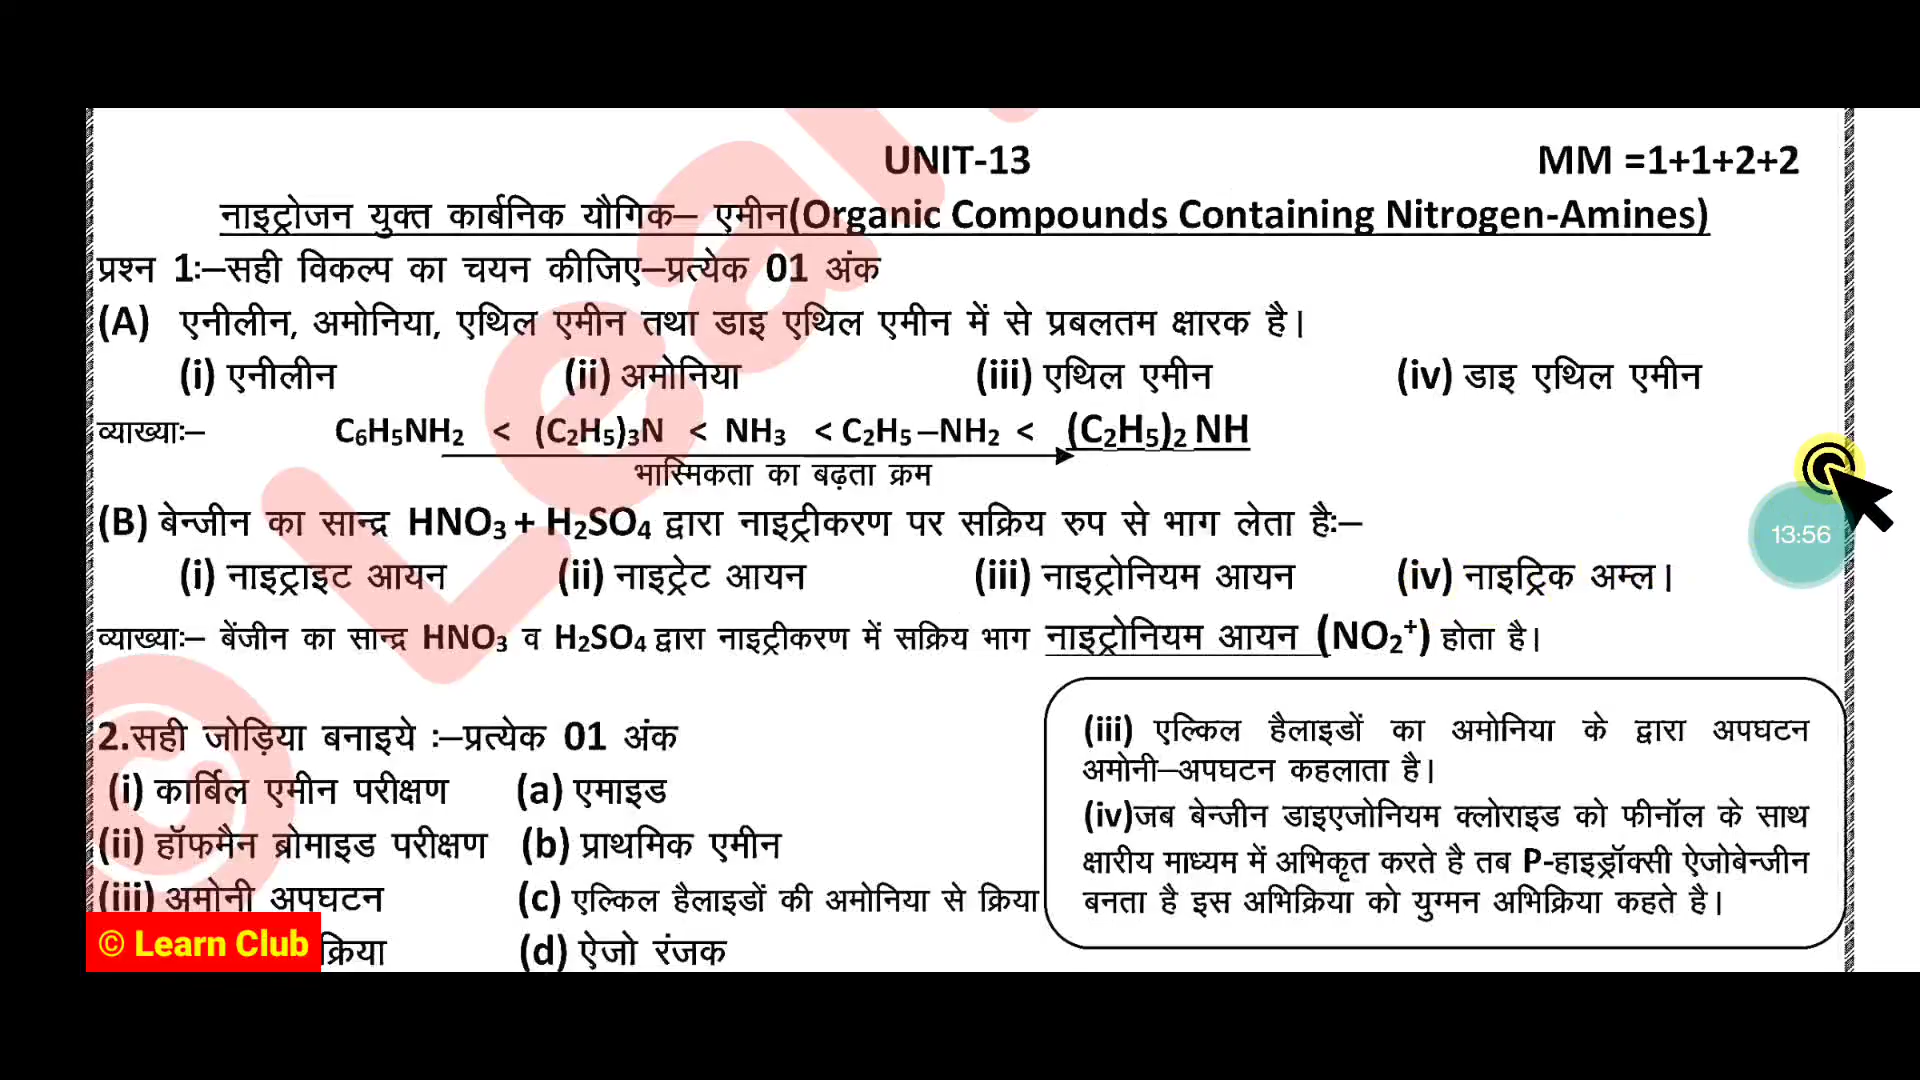 UNIT-13 MM =1+1+2+2
नाइट्रोजन युक्त कार्बनिक यौगिक– एमीन(Organic Compounds Containing Nitrogen-Amines)
प्रश्न 1ः–सही विकल्प का चयन कीजिए–प्रत्येक 01 अंक
(A) एनीलीन, अमोनिया, एथिल एमीन तथा डाइ एथिल एमीन में से प्रबलतम क्षारक है।
(i) एनीलीन (ii) अमोनिया (iii) एथिल एमीन (iv) डाइ एथिल एमीन
व्याख्याः– C₆H₅NH₂ < (C₂H₅)₃N < NH₃ < C₂H₅–NH₂ < (C₂H₅)₂ NH
भास्मिकता का बढ़ता क्रम
(B) बेन्जीन का सान्द्र HNO₃ + H₂SO₄ द्वारा नाइट्रीकरण पर सक्रिय रुप से भाग लेता हैः–
13:56
(i) नाइट्राइट आयन (ii) नाइट्रेट आयन (iii) नाइट्रोनियम आयन (iv) नाइट्रिक अम्ल।
व्याख्याः– बेंजीन का सान्द्र HNO₃ व H₂SO₄ द्वारा नाइट्रीकरण में सक्रिय भाग नाइट्रोनियम आयन (NO₂⁺) होता है।
2.सही जोड़िया बनाइये ः–प्रत्येक 01 अंक
(i) कार्बिल एमीन परीक्षण (a) एमाइड
(ii) हॉफमैन ब्रोमाइड परीक्षण (b) प्राथमिक एमीन
(iii) अमोनी अपघटन (c) एल्किल हैलाइडों की अमोनिया से क्रिया
क्रिया (d) ऐजो रंजक
(iii) एल्किल हैलाइडों का अमोनिया के द्वारा अपघटन
अमोनी–अपघटन कहलाता है।
(iv)जब बेन्जीन डाइएजोनियम क्लोराइड को फीनॉल के साथ
क्षारीय माध्यम में अभिकृत करते है तब P-हाइड्रॉक्सी ऐजोबेन्जीन
बनता है इस अभिक्रिया को युग्मन अभिक्रिया कहते है।
© Learn Club